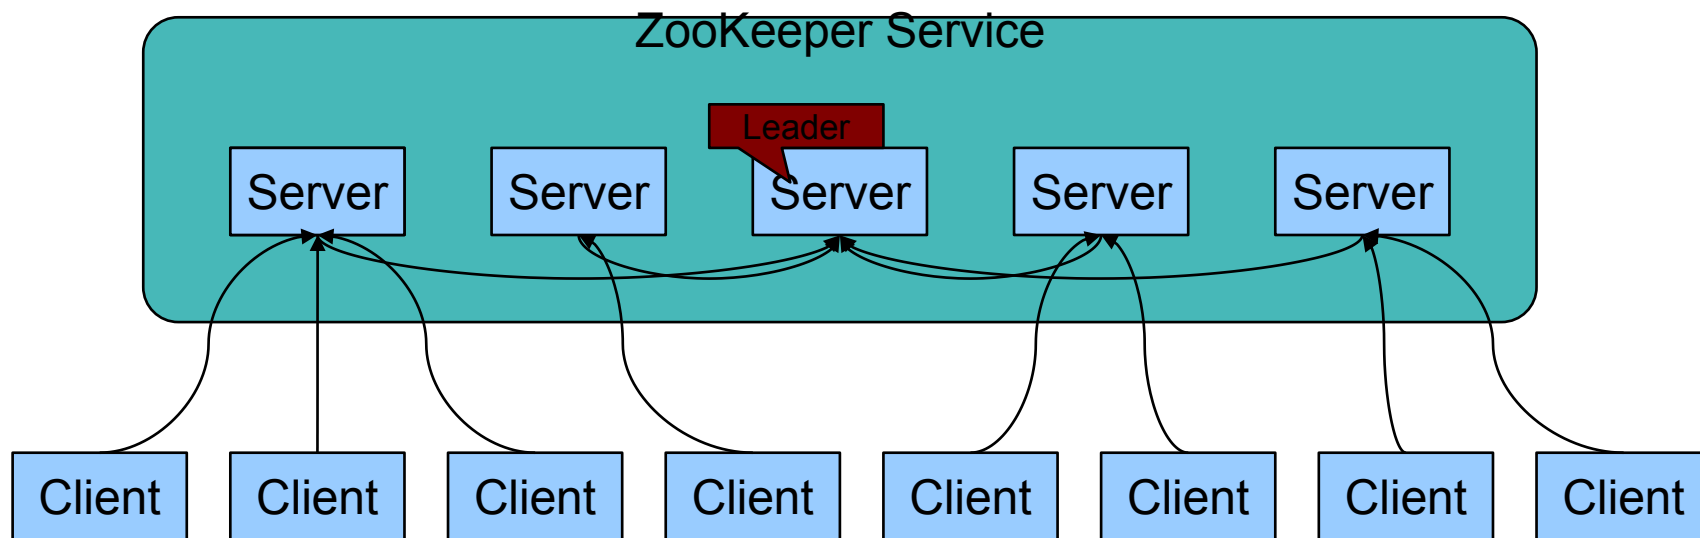 ZooKeeper Service
Leader
Server Server Server Server Server
Client Client Client Client Client Client Client Client